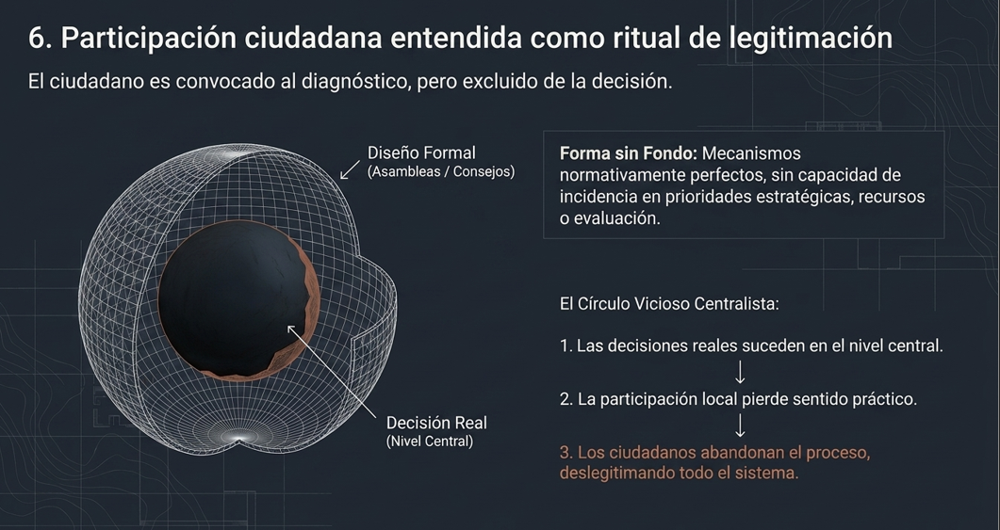 6. Participación ciudadana entendida como ritual de legitimación
El ciudadano es convocado al diagnóstico, pero excluido de la decisión.
Diseño Formal
(Asambleas / Consejos)
Decisión Real
(Nivel Central)
Forma sin Fondo: Mecanismos
normativamente perfectos, sin capacidad de
incidencia en prioridades estratégicas, recursos
o evaluación.
El Círculo Vicioso Centralista:
1. Las decisiones reales suceden en el nivel central.
2. La participación local pierde sentido práctico.
3. Los ciudadanos abandonan el proceso,
deslegitimando todo el sistema.